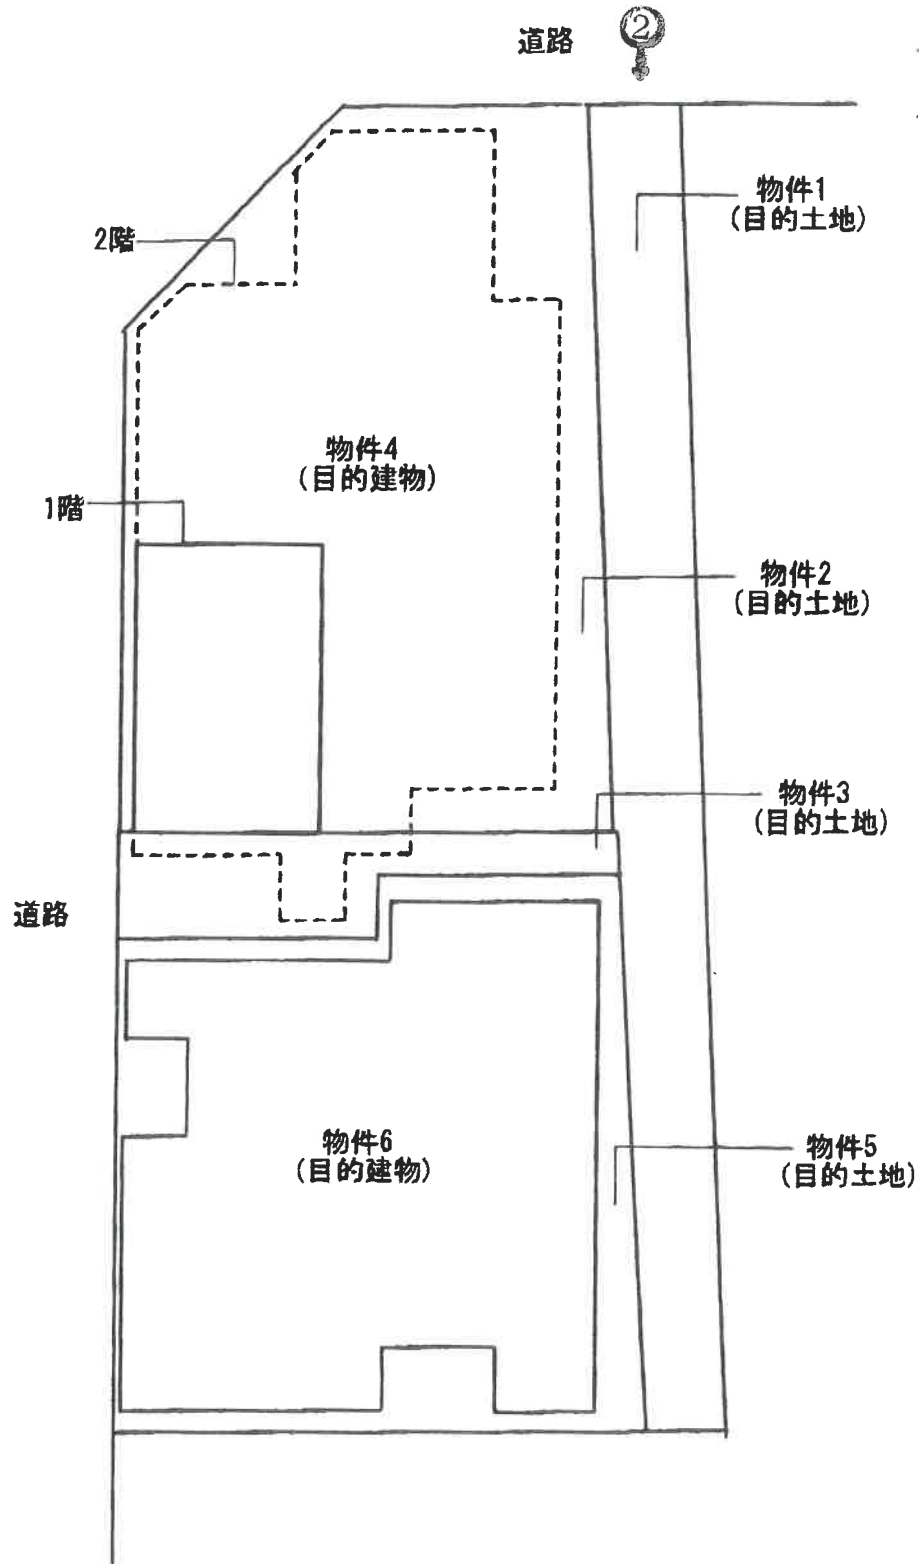 道路
②
物件1
(目的土地)
2階
物件4
(目的建物)
1階
物件2
(目的土地)
物件3
(目的土地)
道路
物件6
(目的建物)
物件5
(目的土地)